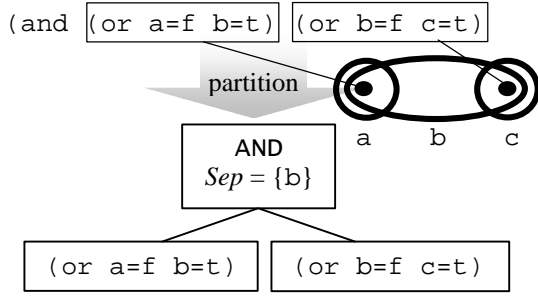 (and (or a=f b=t) (or b=f c=t)
partition
a b c
AND
Sep = {b}
(or a=f b=t) (or b=f c=t)